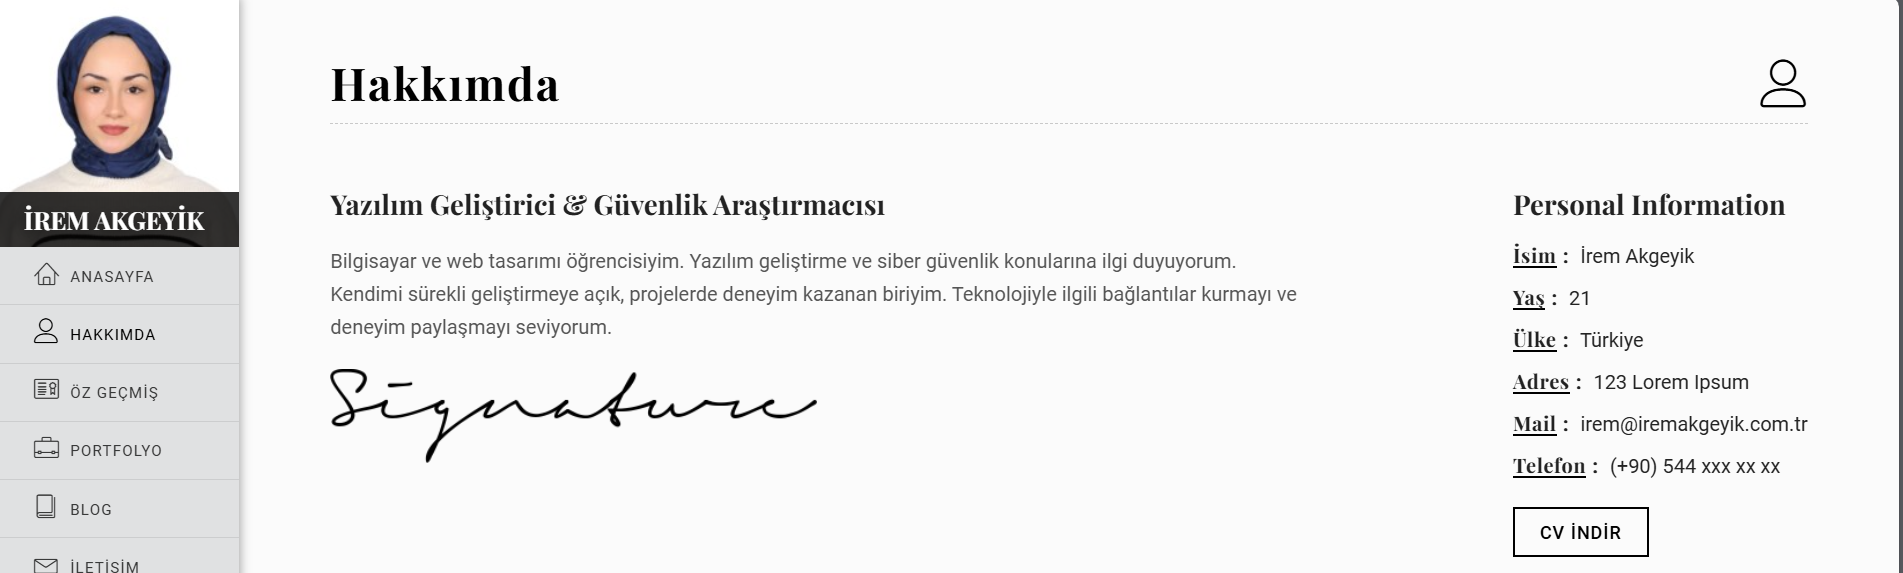 İREM AKGEYİK
ANASAYFA
HAKKIMDA
ÖZ GEÇMİŞ
PORTFOLYO
BLOG
İLETİŞİM
Hakkımda
Yazılım Geliştirici & Güvenlik Araştırmacısı
Bilgisayar ve web tasarımı öğrencisiyim. Yazılım geliştirme ve siber güvenlik konularına ilgi duyuyorum.
Kendimi sürekli geliştirmeye açık, projelerde deneyim kazanan biriyim. Teknolojiyle ilgili bağlantılar kurmayı ve
deneyim paylaşmayı seviyorum.
Signature
Personal Information
İsim : İrem Akgeyik
Yaş : 21
Ülke : Türkiye
Adres : 123 Lorem Ipsum
Mail : irem@iremakgeyik.com.tr
Telefon : (+90) 544 xxx xx xx
CV İNDİR